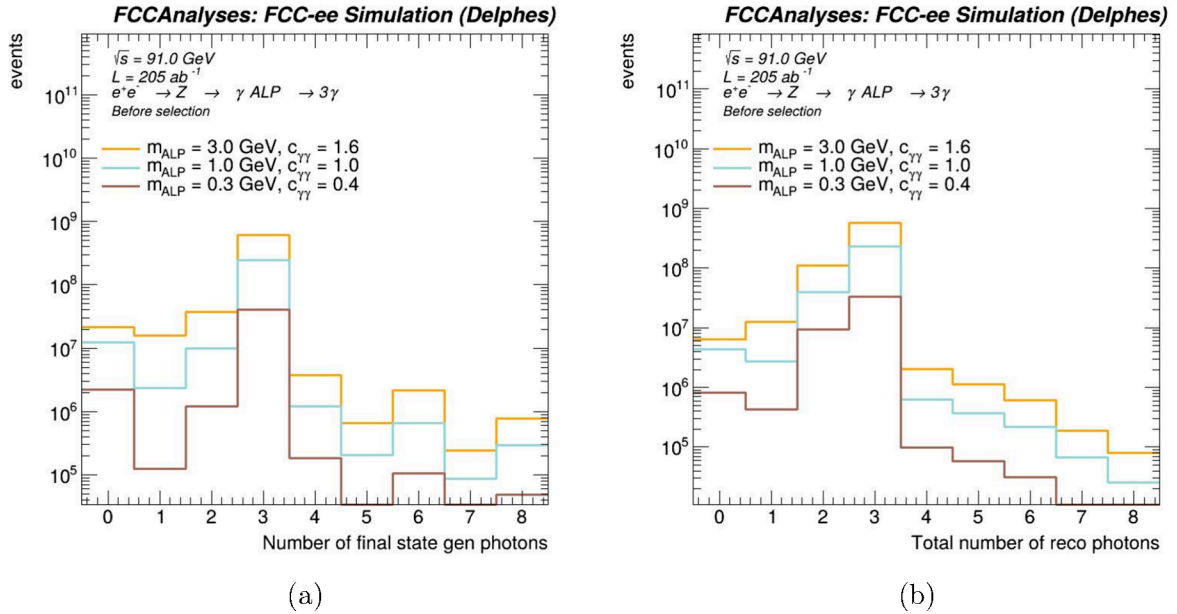 FCCAnalyses: FCC-ee Simulation (Delphes)
events
√s = 91.0 GeV
L = 205 ab⁻¹
e⁺e⁻ → Z → γ ALP → 3γ
Before selection
m_ALP = 3.0 GeV, c_γγ = 1.6
m_ALP = 1.0 GeV, c_γγ = 1.0
m_ALP = 0.3 GeV, c_γγ = 0.4
10¹¹
10¹⁰
10⁹
10⁸
10⁷
10⁶
10⁵
0 1 2 3 4 5 6 7 8
Number of final state gen photons
(a)
FCCAnalyses: FCC-ee Simulation (Delphes)
events
√s = 91.0 GeV
L = 205 ab⁻¹
e⁺e⁻ → Z → γ ALP → 3γ
Before selection
m_ALP = 3.0 GeV, c_γγ = 1.6
m_ALP = 1.0 GeV, c_γγ = 1.0
m_ALP = 0.3 GeV, c_γγ = 0.4
10¹¹
10¹⁰
10⁹
10⁸
10⁷
10⁶
10⁵
0 1 2 3 4 5 6 7 8
Total number of reco photons
(b)